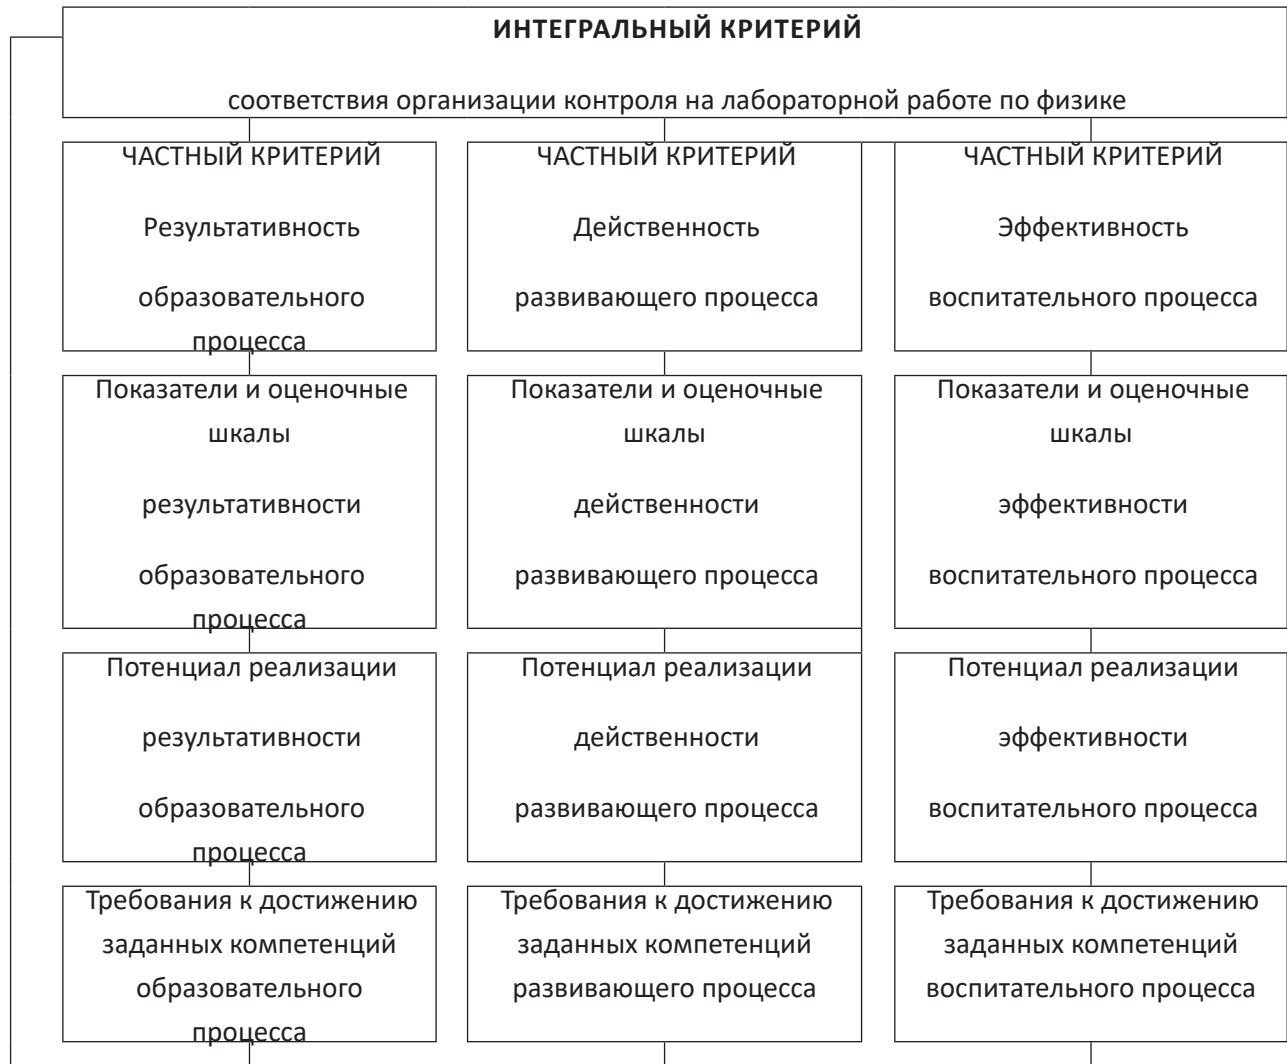 ИНТЕГРАЛЬНЫЙ КРИТЕРИЙ
соответствия организации контроля на лабораторной работе по физике
ЧАСТНЫЙ КРИТЕРИЙ
Результативность
образовательного
процесса
ЧАСТНЫЙ КРИТЕРИЙ
Действенность
развивающего процесса
ЧАСТНЫЙ КРИТЕРИЙ
Эффективность
воспитательного процесса
Показатели и оценочные
шкалы
результативности
образовательного
процесса
Показатели и оценочные
шкалы
действенности
развивающего процесса
Показатели и оценочные
шкалы
эффективности
воспитательного процесса
Потенциал реализации
результативности
образовательного
процесса
Потенциал реализации
действенности
развивающего процесса
Потенциал реализации
эффективности
воспитательного процесса
Требования к достижению
заданных компетенций
образовательного
процесса
Требования к достижению
заданных компетенций
развивающего процесса
Требования к достижению
заданных компетенций
воспитательного процесса